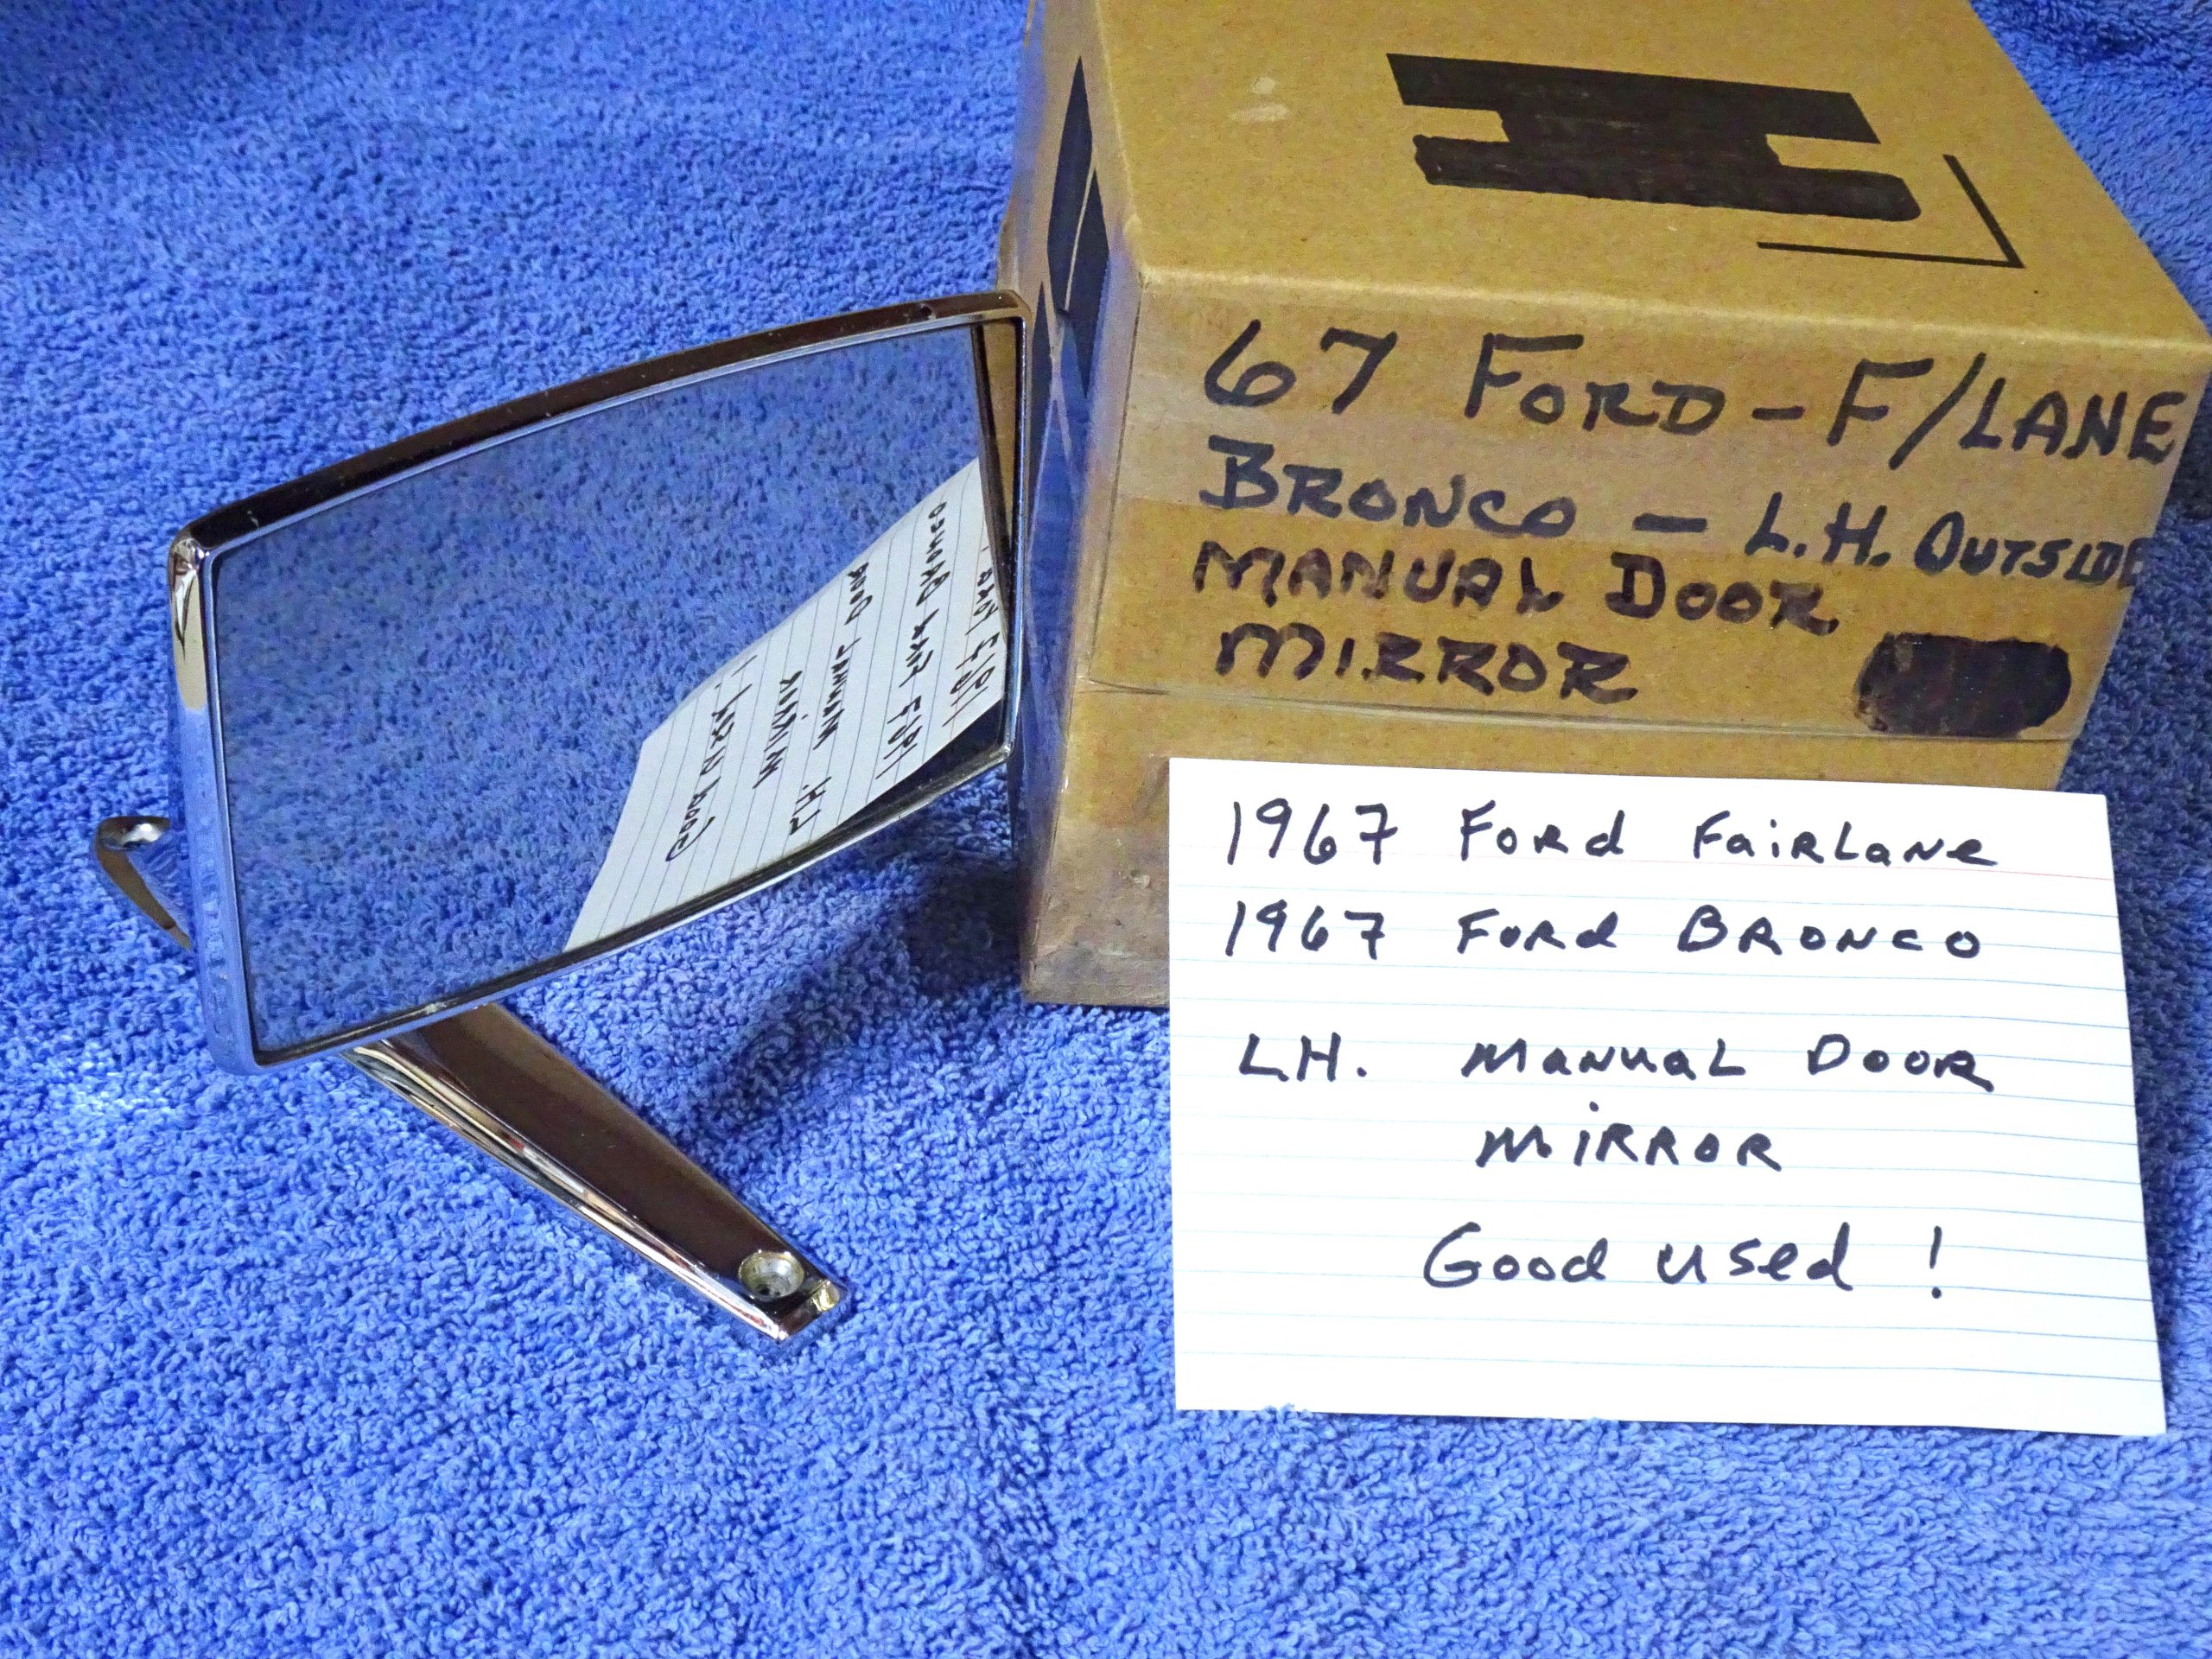 67 FORD - F/LANE
BRONCO - L.H. OUTSIDE
MANUAL DOOR
MIRROR
1967 Ford FairLane
1967 Ford BRONCO
L.H. Manual Door
MiRROR
Good used !